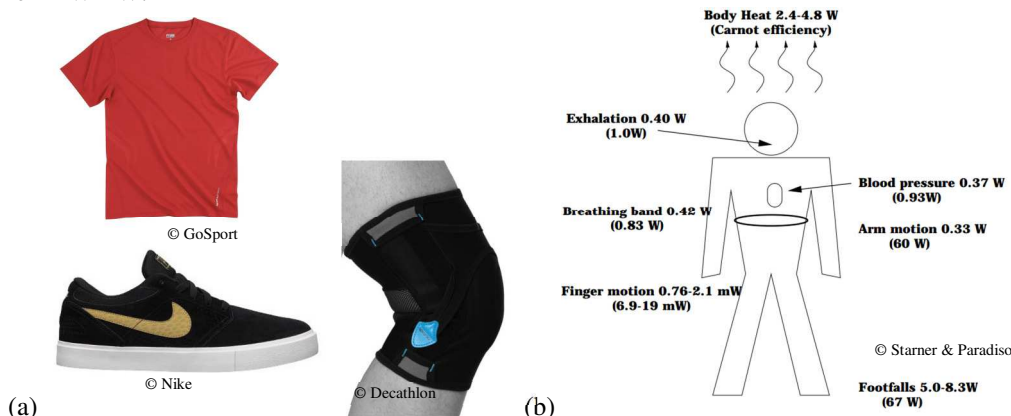 © GoSport
© Nike
© Decathlon
(a)
Body Heat 2.4-4.8 W
(Carnot efficiency)
Exhalation 0.40 W
(1.0W)
Blood pressure 0.37 W
(0.93W)
Breathing band 0.42 W
(0.83 W)
Arm motion 0.33 W
(60 W)
Finger motion 0.76-2.1 mW
(6.9-19 mW)
© Starner & Paradiso
Footfalls 5.0-8.3W
(67 W)
(b)